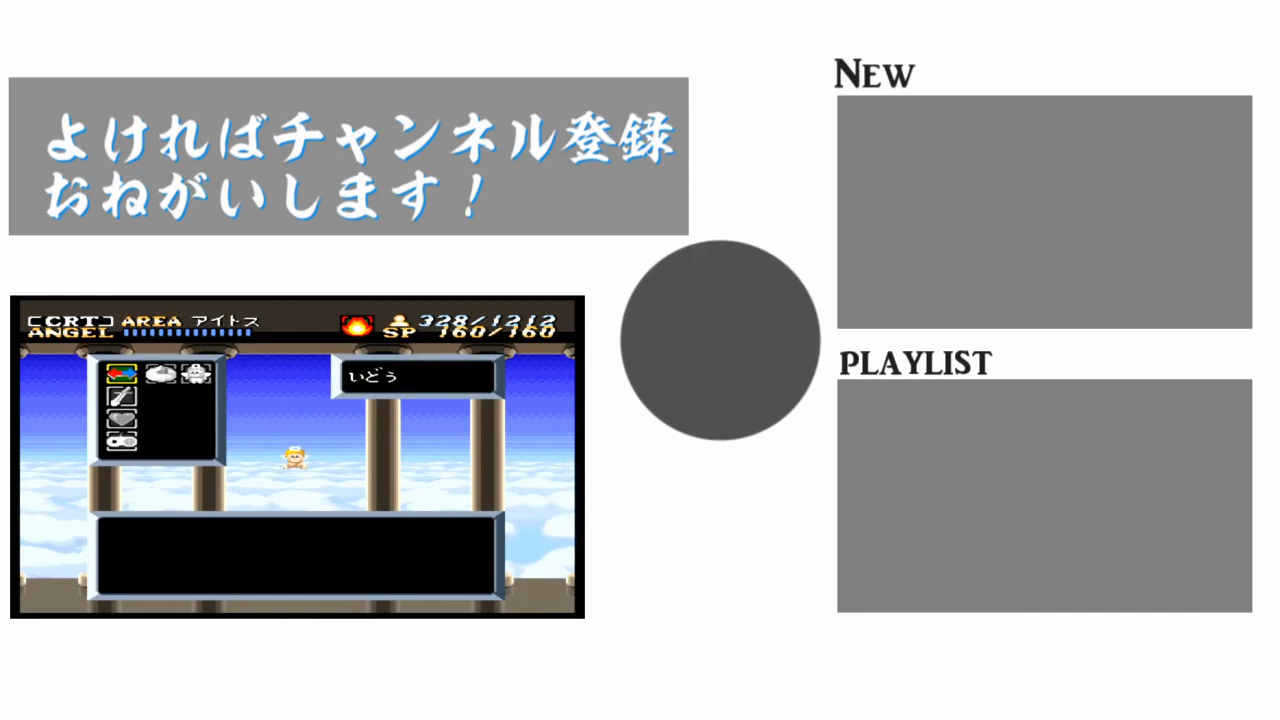 よければチャンネル登録
おねがいします!
[CRT] AREA アイトス 328/1212
ANGEL SP 160/160
いどう
NEW
PLAYLIST